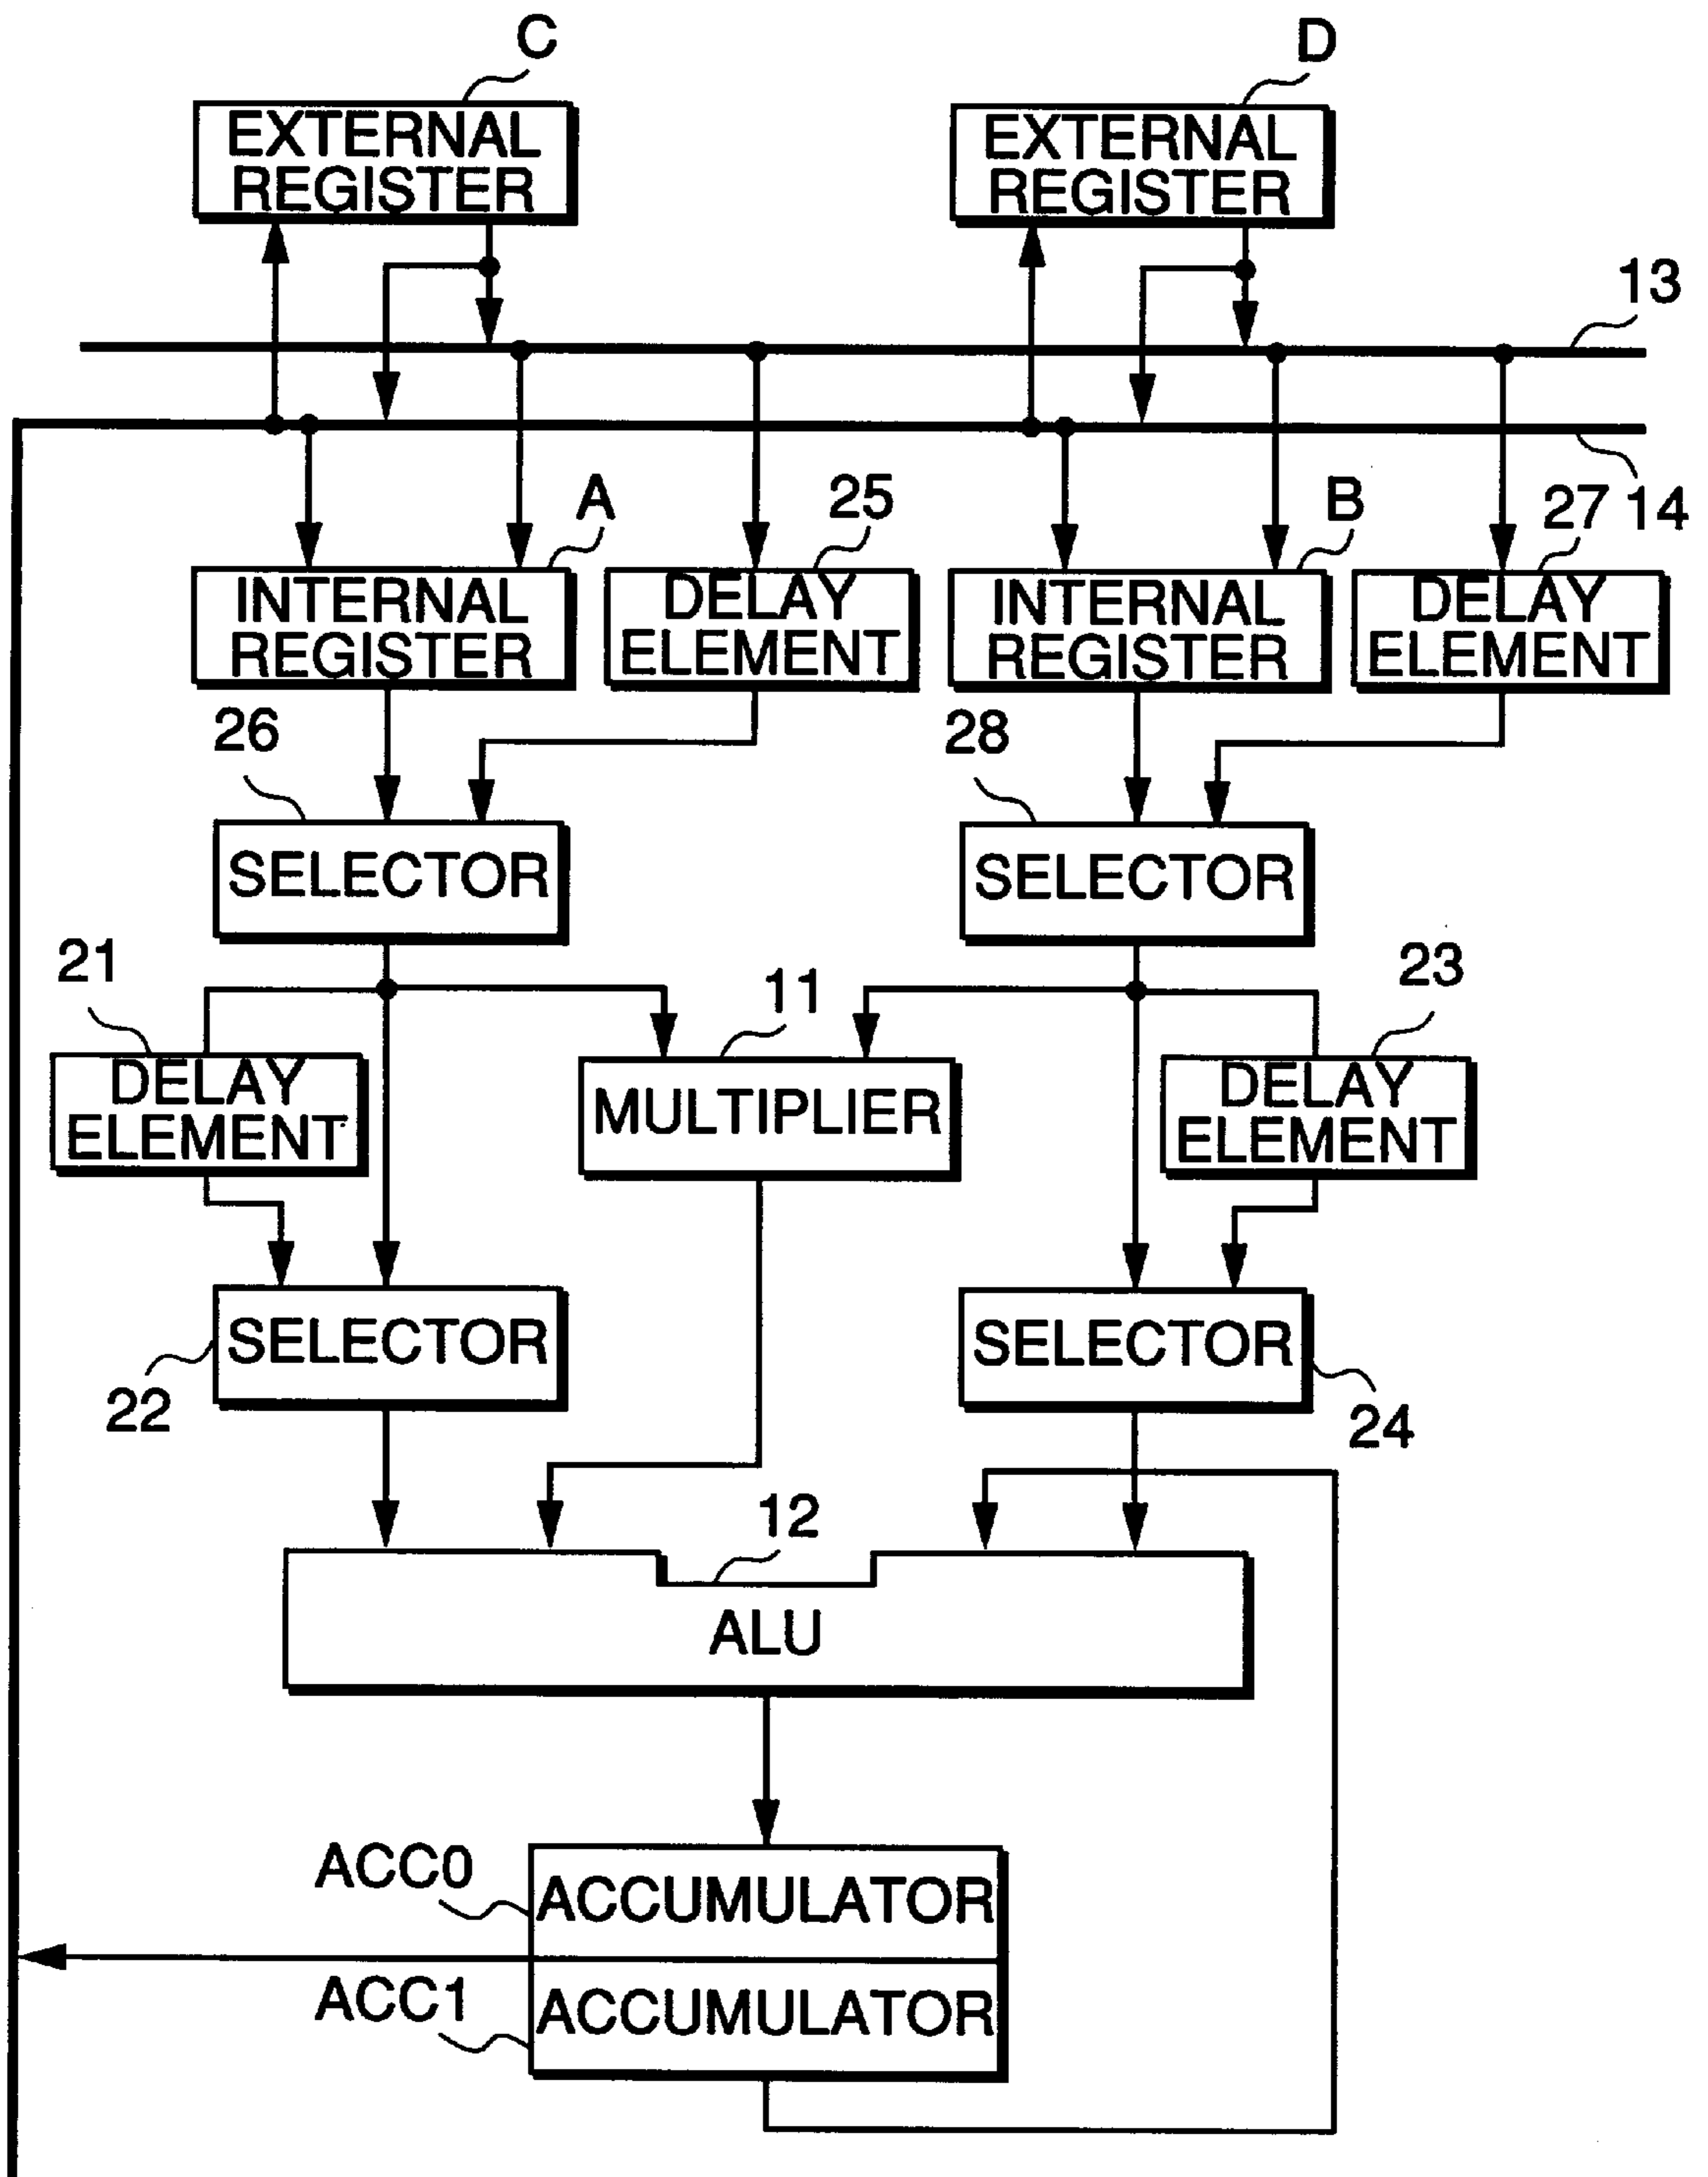 C
D
EXTERNAL
REGISTER
EXTERNAL
REGISTER
13
14
A
25
B
27
INTERNAL
REGISTER
DELAY
ELEMENT
INTERNAL
REGISTER
DELAY
ELEMENT
26
28
SELECTOR
SELECTOR
21
11
23
DELAY
ELEMENT
MULTIPLIER
DELAY
ELEMENT
SELECTOR
SELECTOR
22
24
12
ALU
ACC0
ACCUMULATOR
ACC1
ACCUMULATOR